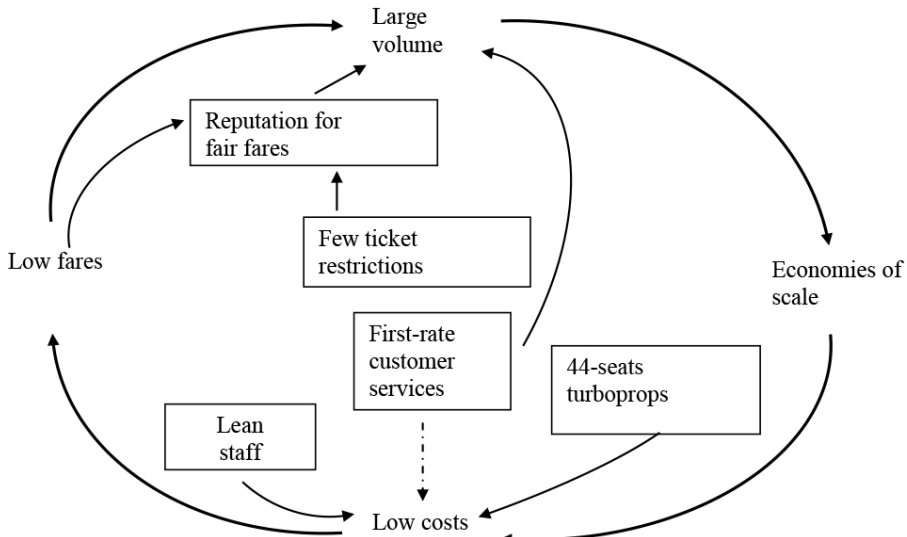 Large
volume
Reputation for
fair fares
Few ticket
restrictions
Low fares
Economies of
scale
First-rate
customer
services
44-seats
turboprops
Lean
staff
Low costs